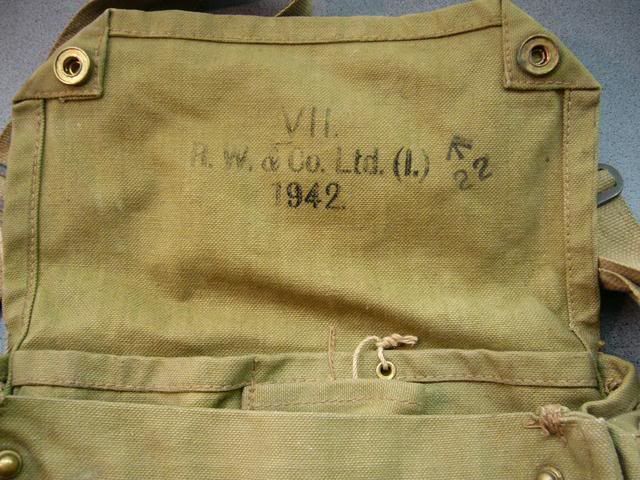 VII.
R. W. & Co. Ltd. (I.)
1942.
22